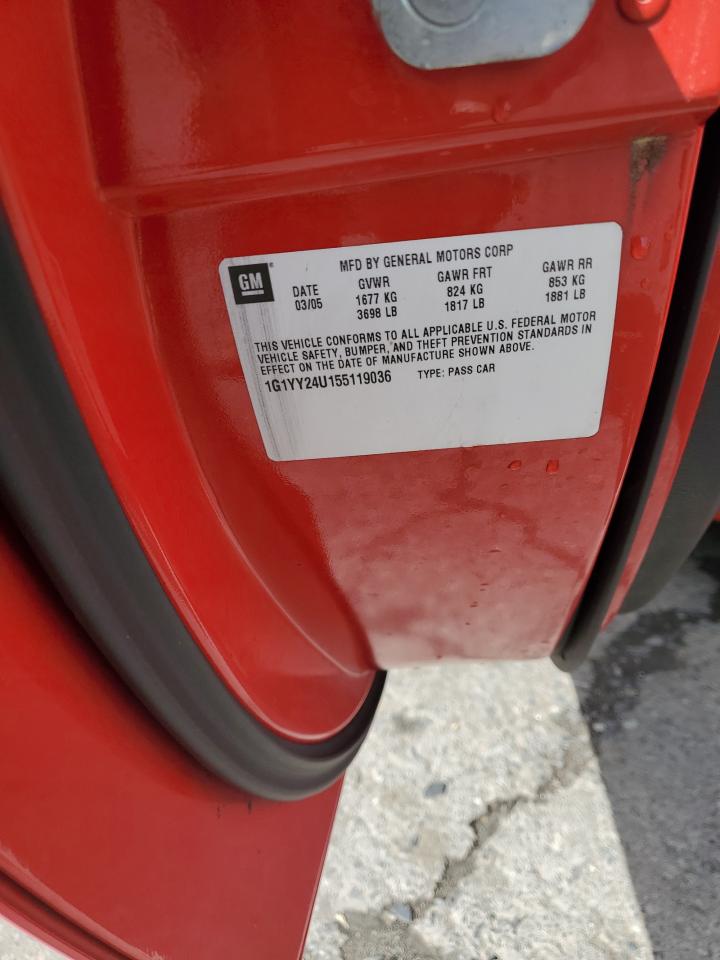 GM ®
MFD BY GENERAL MOTORS CORP
DATE GVWR GAWR FRT GAWR RR
03/05 1677 KG 824 KG 853 KG
3698 LB 1817 LB 1881 LB
THIS VEHICLE CONFORMS TO ALL APPLICABLE U.S. FEDERAL MOTOR
VEHICLE SAFETY, BUMPER, AND THEFT PREVENTION STANDARDS IN
EFFECT ON THE DATE OF MANUFACTURE SHOWN ABOVE.
1G1YY24U155119036 TYPE: PASS CAR